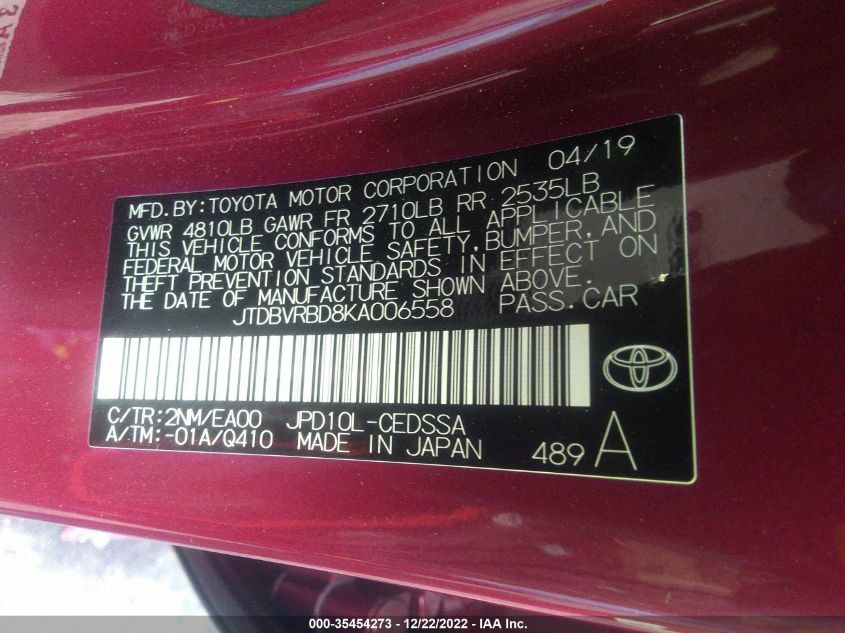 MFD.BY:TOYOTA MOTOR CORPORATION 04/19
GVWR 4810LB GAWR FR 2710LB RR 2535LB
THIS VEHICLE CONFORMS TO ALL APPLICABLE
FEDERAL MOTOR VEHICLE SAFETY,BUMPER,AND
THEFT PREVENTION STANDARDS IN EFFECT ON
THE DATE OF MANUFACTURE SHOWN ABOVE.
JTDBVRBD8KA006558 PASS.CAR
C/TR:2NM/EA00 JPD10L-CEDSSA
A/TM:-01A/Q410 MADE IN JAPAN 489 A
000-35454273 - 12/22/2022 - IAA Inc.